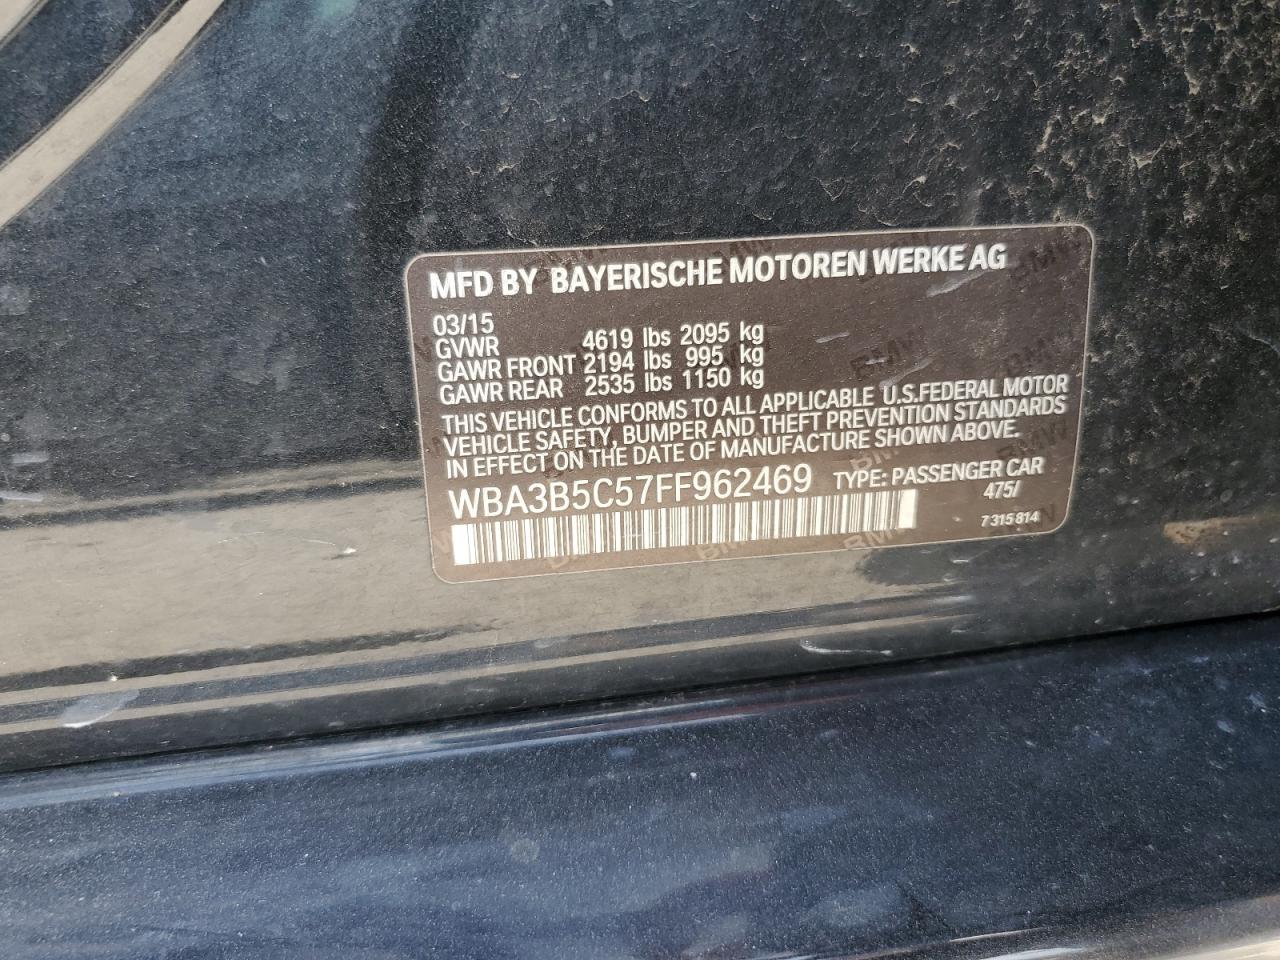 MFD BY BAYERISCHE MOTOREN WERKE AG
03/15
GVWR 4619 lbs 2095 kg
GAWR FRONT 2194 lbs 995 kg
GAWR REAR 2535 lbs 1150 kg
THIS VEHICLE CONFORMS TO ALL APPLICABLE U.S.FEDERAL MOTOR
VEHICLE SAFETY, BUMPER AND THEFT PREVENTION STANDARDS
IN EFFECT ON THE DATE OF MANUFACTURE SHOWN ABOVE.
WBA3B5C57FF962469 TYPE: PASSENGER CAR
475/
7 315 814